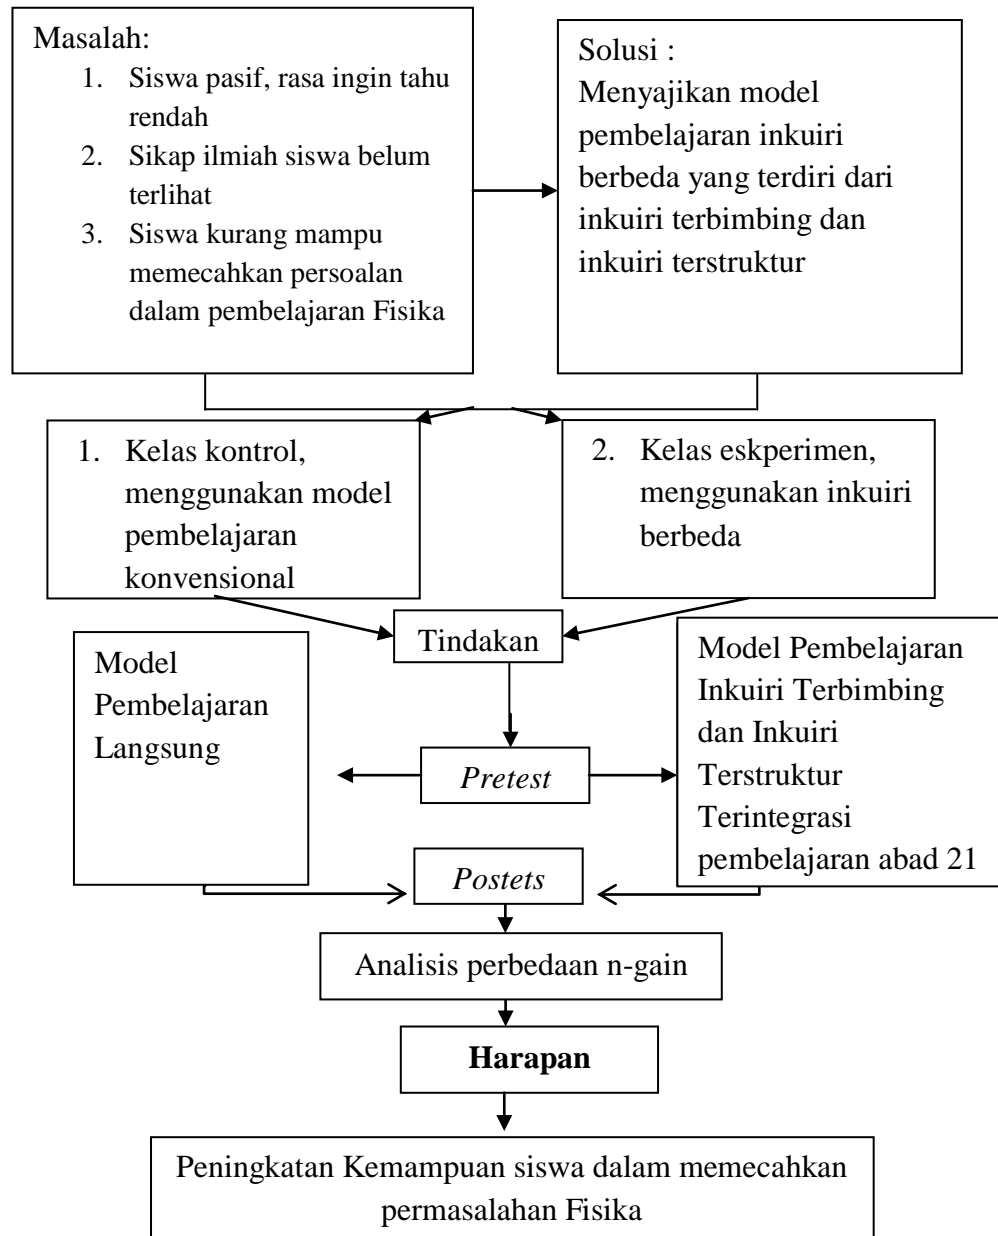 Masalah:
1. Siswa pasif, rasa ingin tahu
rendah
2. Sikap ilmiah siswa belum
terlihat
3. Siswa kurang mampu
memecahkan persoalan
dalam pembelajaran Fisika
Solusi :
Menyajikan model
pembelajaran inkuiri
berbeda yang terdiri dari
inkuiri terbimbing dan
inkuiri terstruktur
1. Kelas kontrol,
menggunakan model
pembelajaran
konvensional
2. Kelas eskperimen,
menggunakan inkuiri
berbeda
Tindakan
Model
Pembelajaran
Langsung
Pretest
Model Pembelajaran
Inkuiri Terbimbing
dan Inkuiri
Terstruktur
Terintegrasi
pembelajaran abad 21
Postets
Analisis perbedaan n-gain
Harapan
Peningkatan Kemampuan siswa dalam memecahkan
permasalahan Fisika